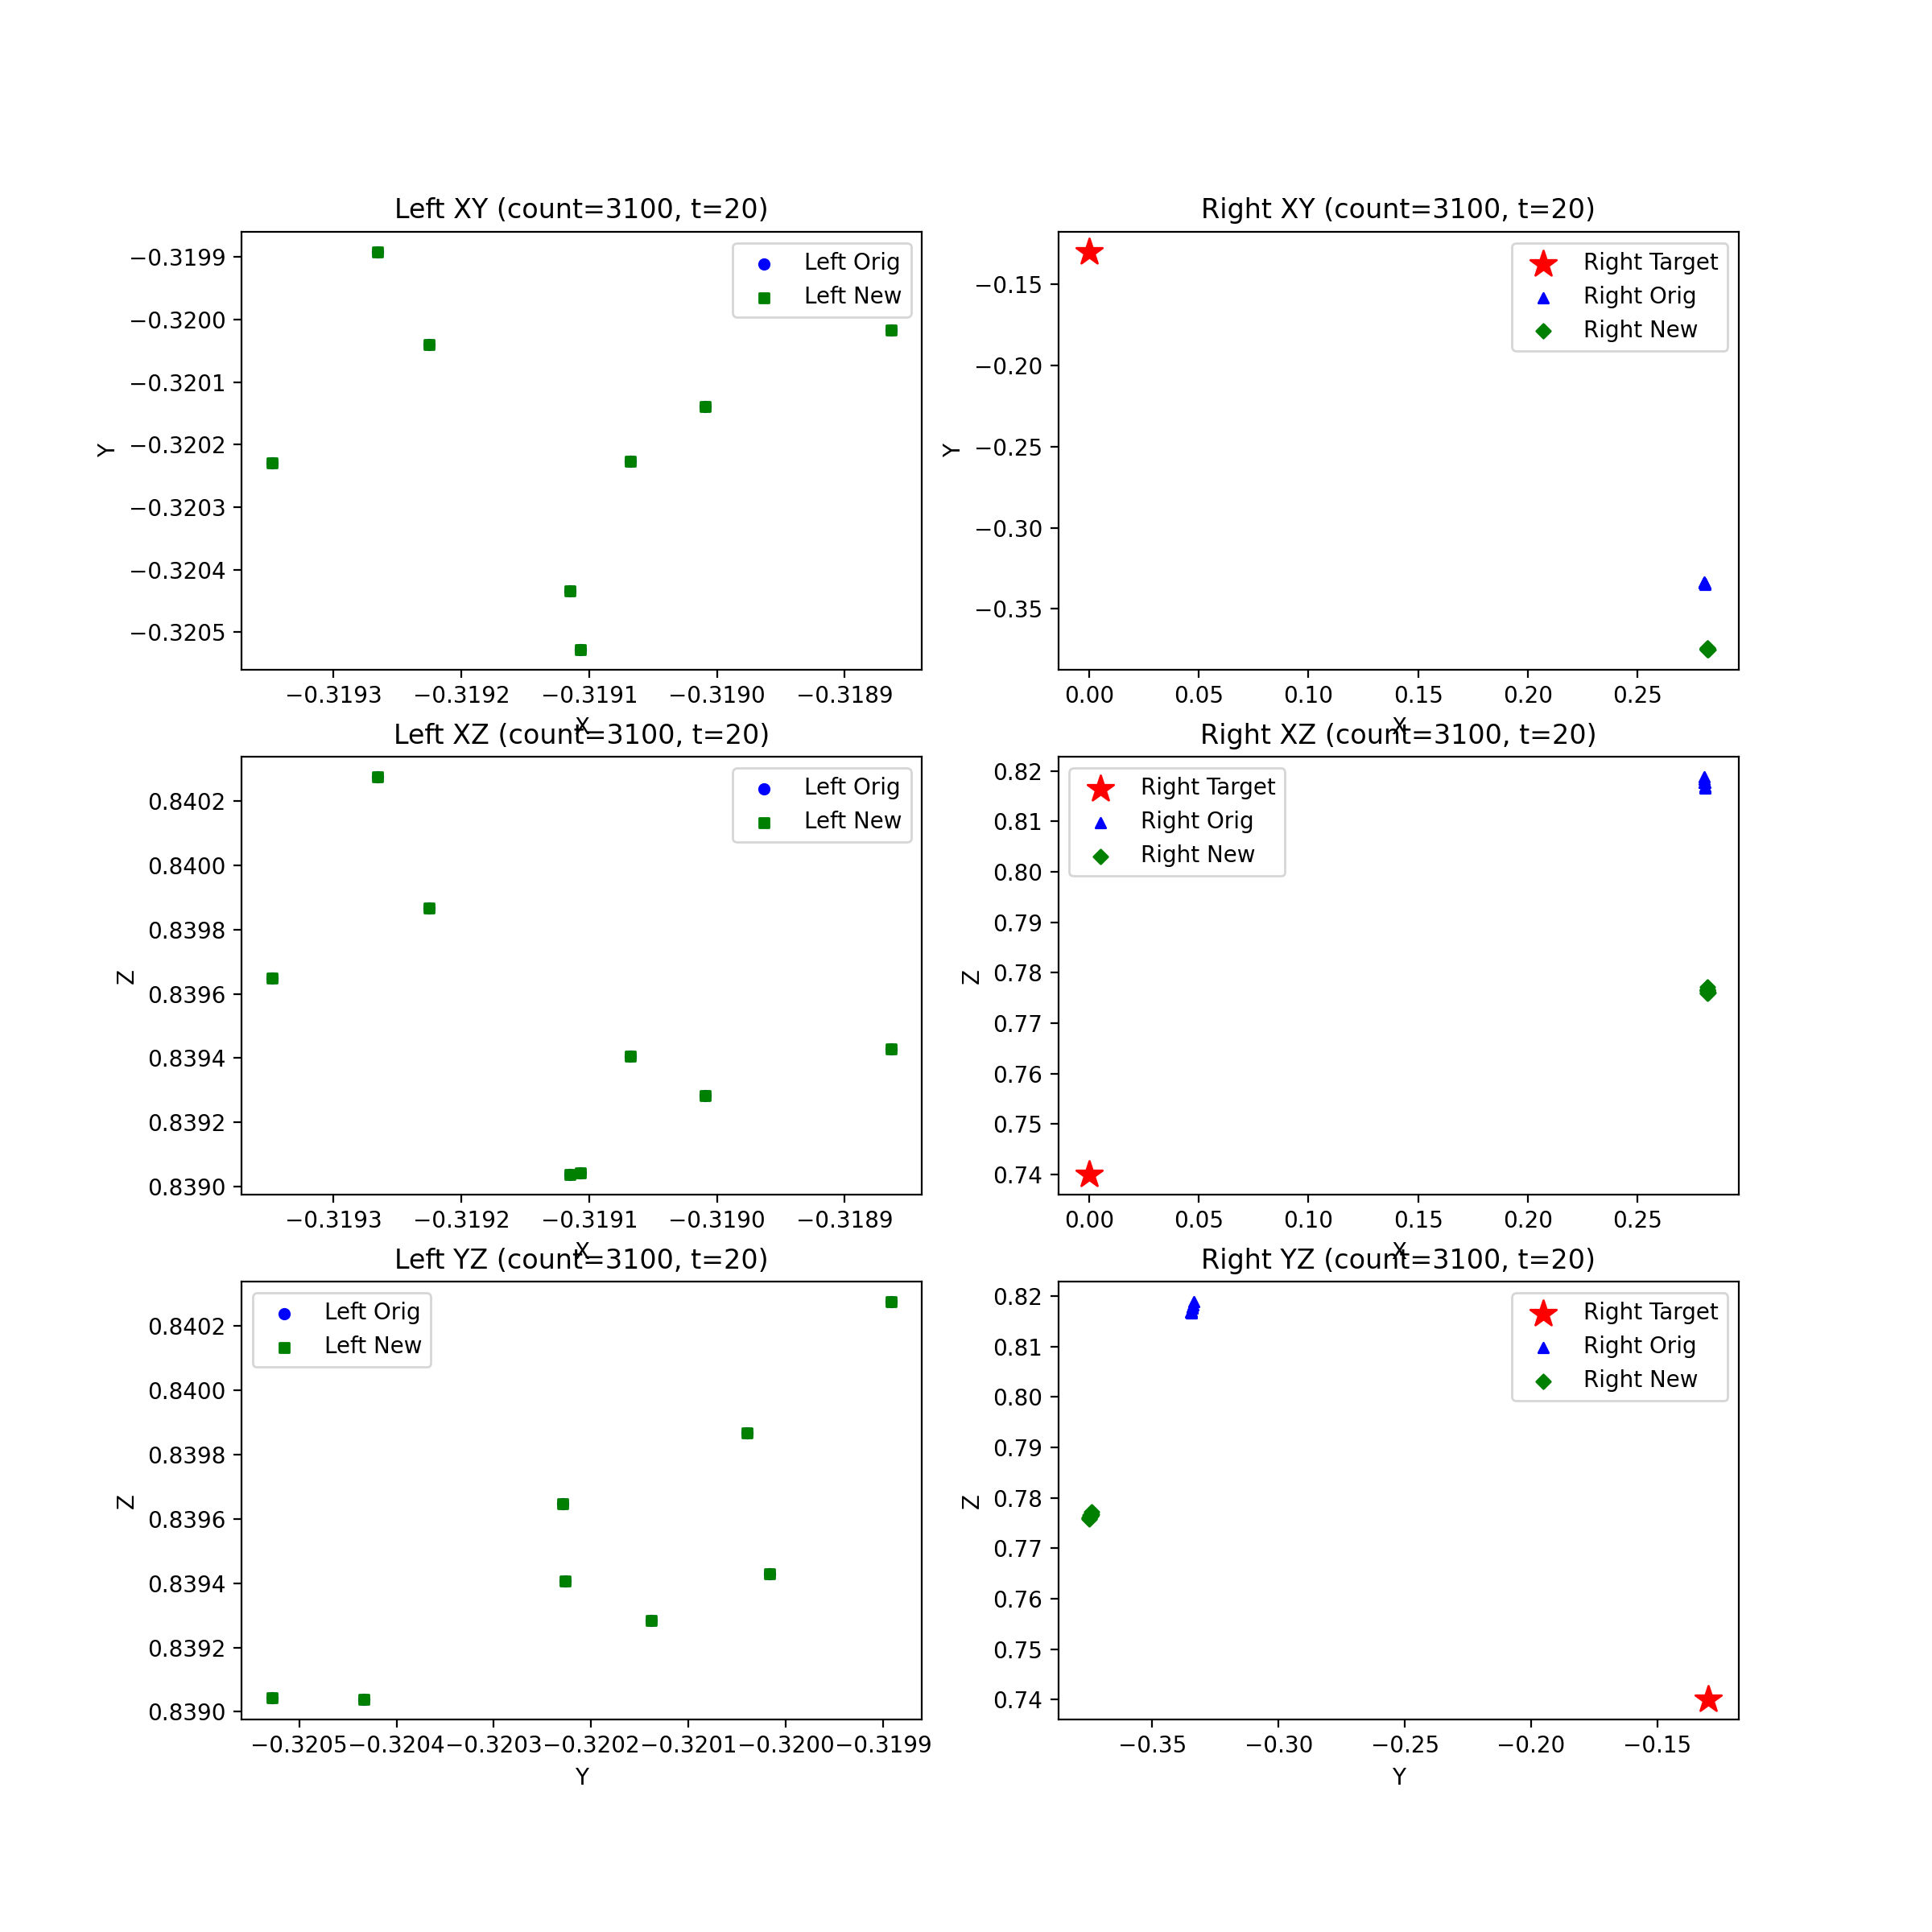 Left XY (count=3100, t=20)
Right XY (count=3100, t=20)
−0.3199
−0.3200
−0.3201
−0.3202
−0.3203
−0.3204
−0.3205
Y
Left Orig
Left New
−0.3193
−0.3192
−0.3191
−0.3190
−0.3189
X
−0.15
−0.20
−0.25
−0.30
−0.35
Y
Right Target
Right Orig
Right New
0.00
0.05
0.10
0.15
0.20
0.25
X
Left XZ (count=3100, t=20)
Right XZ (count=3100, t=20)
0.8402
0.8400
0.8398
0.8396
0.8394
0.8392
0.8390
Z
Left Orig
Left New
−0.3193
−0.3192
−0.3191
−0.3190
−0.3189
X
0.82
0.81
0.80
0.79
0.78
0.77
0.76
0.75
0.74
Z
Right Target
Right Orig
Right New
0.00
0.05
0.10
0.15
0.20
0.25
X
Left YZ (count=3100, t=20)
Right YZ (count=3100, t=20)
0.8402
0.8400
0.8398
0.8396
0.8394
0.8392
0.8390
Z
Left Orig
Left New
−0.3205
−0.3204
−0.3203
−0.3202
−0.3201
−0.3200
−0.3199
Y
0.82
0.81
0.80
0.79
0.78
0.77
0.76
0.75
0.74
Z
Right Target
Right Orig
Right New
−0.35
−0.30
−0.25
−0.20
−0.15
Y